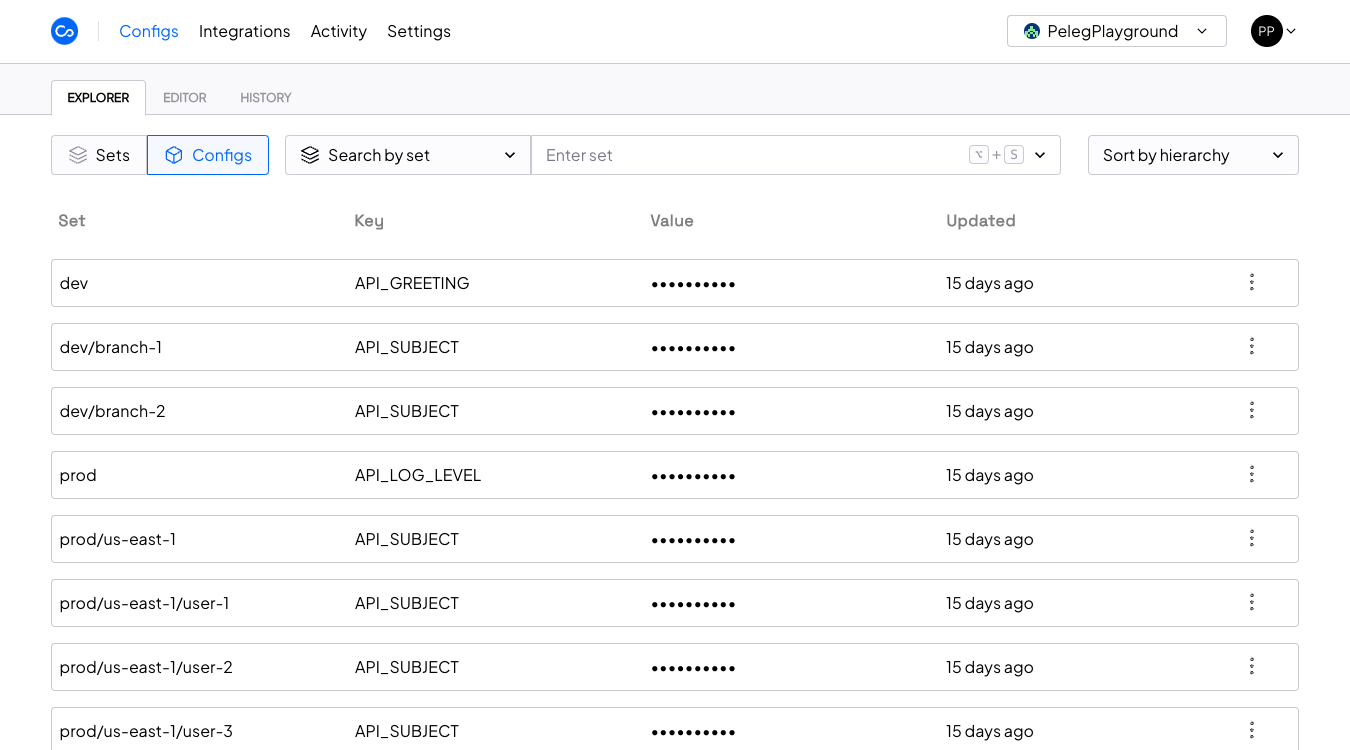 Configs Integrations Activity Settings PelegPlayground PP
EXPLORER EDITOR HISTORY
Sets Configs Search by set Enter set ⌥ + S Sort by hierarchy
Set Key Value Updated
dev API_GREETING •••••••••• 15 days ago
dev/branch-1 API_SUBJECT •••••••••• 15 days ago
dev/branch-2 API_SUBJECT •••••••••• 15 days ago
prod API_LOG_LEVEL •••••••••• 15 days ago
prod/us-east-1 API_SUBJECT •••••••••• 15 days ago
prod/us-east-1/user-1 API_SUBJECT •••••••••• 15 days ago
prod/us-east-1/user-2 API_SUBJECT •••••••••• 15 days ago
prod/us-east-1/user-3 API_SUBJECT •••••••••• 15 days ago